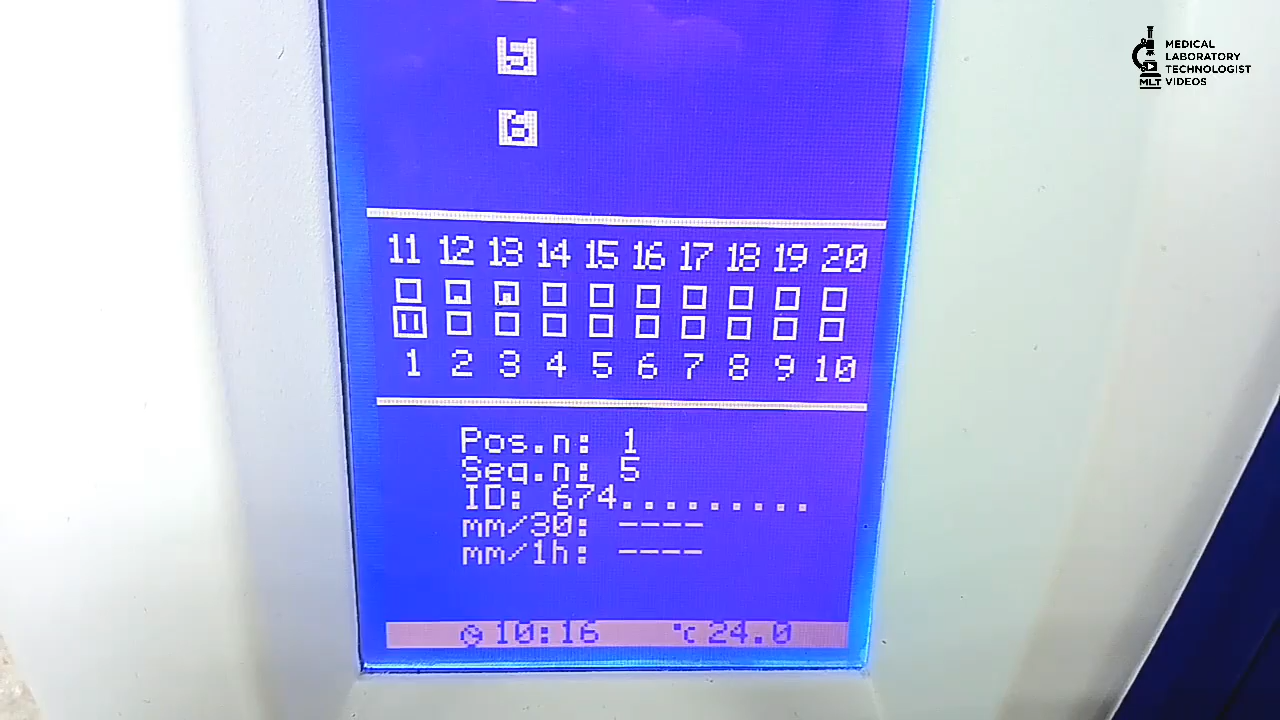 6
11 12 13 14 15 16 17 18 19 20
1 2 3 4 5 6 7 8 9 10
Pos.n: 1
Seq.n: 5
ID: 674.........
mm/30: ----
mm/1h: ----
10:16 °C 24.0
MEDICAL
LABORATORY
TECHNOLOGIST
MLT VIDEOS